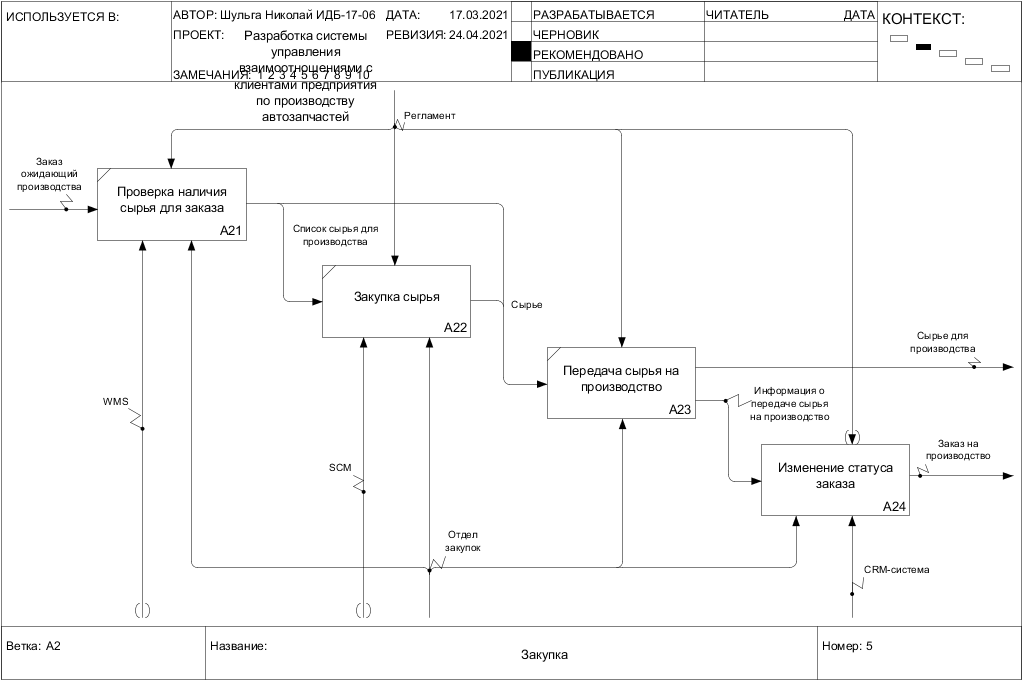 ИСПОЛЬЗУЕТСЯ В:
АВТОР: Шульга Николай ИДБ-17-06
ДАТА: 17.03.2021
ПРОЕКТ:
Разработка системы
управления
взаимоотношениями с
клиентами предприятия
по производству
автозапчастей
РЕВИЗИЯ: 24.04.2021
ЗАМЕЧАНИЯ: 1 2 3 4 5 6 7 8 9 10
РАЗРАБАТЫВАЕТСЯ
ЧЕРНОВИК
РЕКОМЕНДОВАНО
ПУБЛИКАЦИЯ
ЧИТАТЕЛЬ
ДАТА
КОНТЕКСТ:
Регламент
Заказ
ожидающий
производства
Проверка наличия
сырья для заказа
A21
Список сырья для
производства
Закупка сырья
A22
Сырье
Сырье для
производства
Передача сырья на
производство
A23
Информация о
передаче сырья
на производство
WMS
Заказ на
производство
SCM
Изменение статуса
заказа
A24
Отдел
закупок
CRM-система
Ветка: A2
Название:
Закупка
Номер: 5